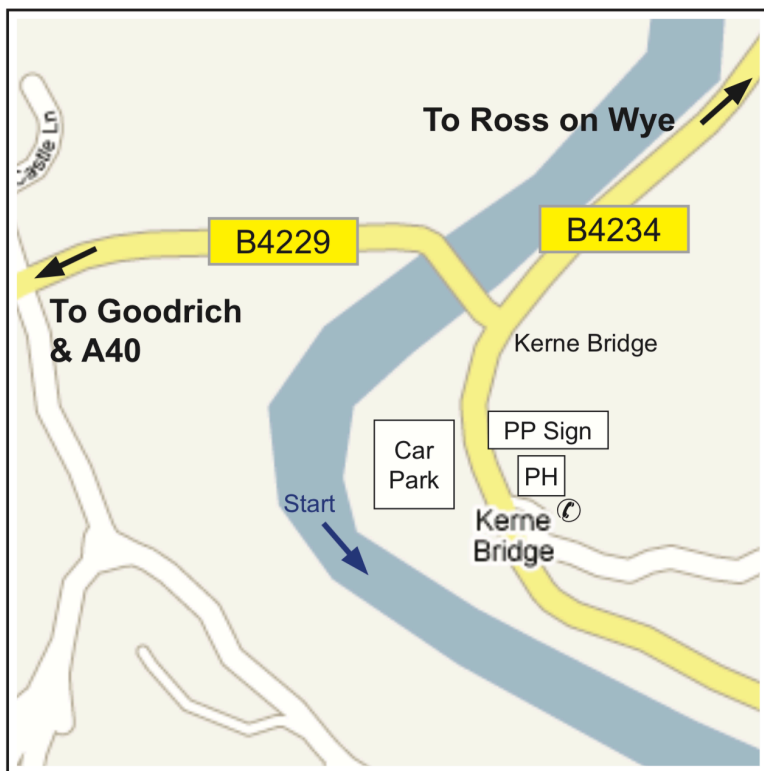 To Ross on Wye
Castle Ln
B4229
B4234
To Goodrich
& A40
Kerne Bridge
PP Sign
Car
Park
PH
Start
Kerne
Bridge